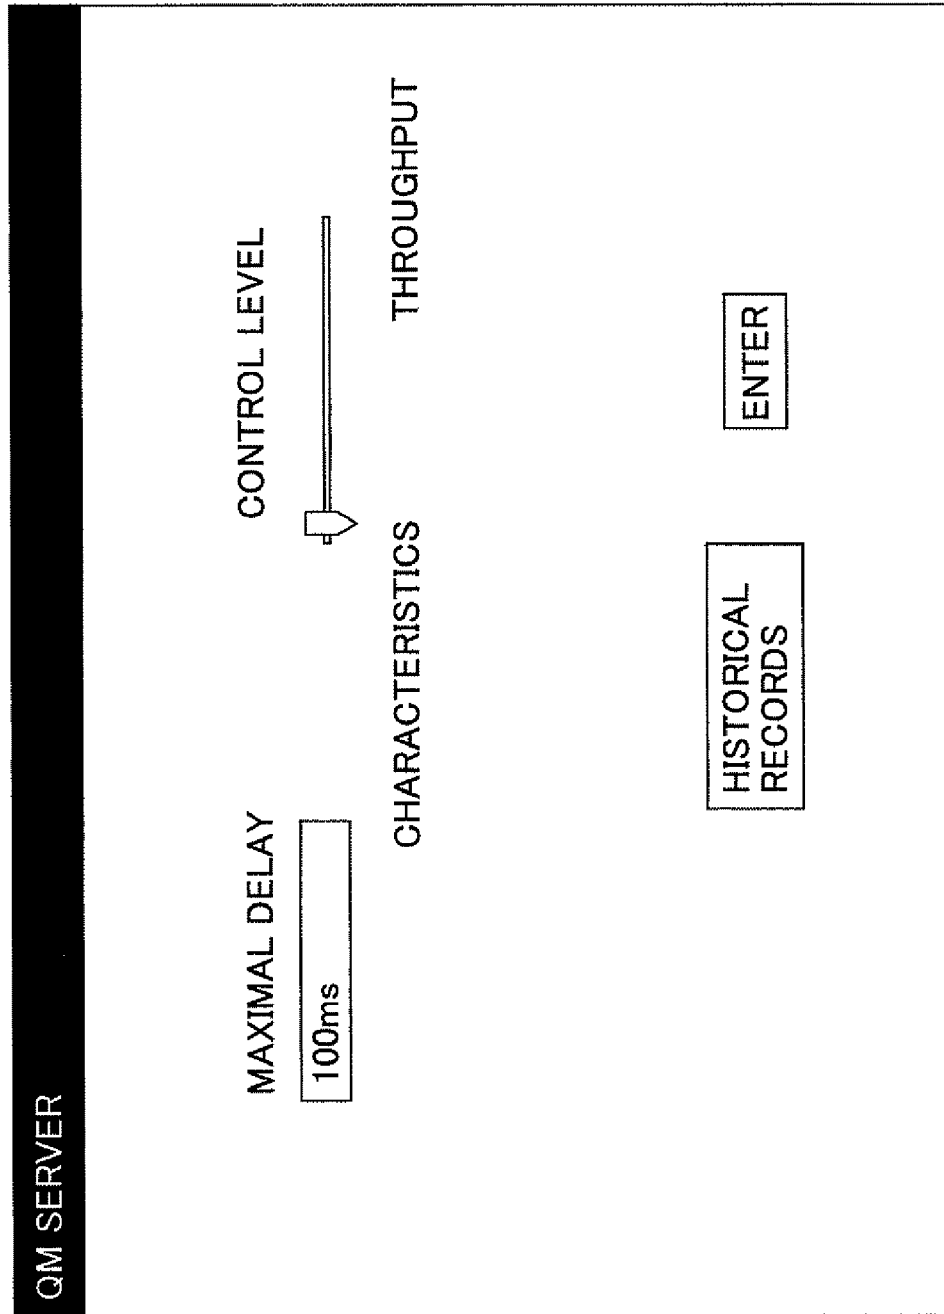 QM SERVER
MAXIMAL DELAY
CONTROL LEVEL
100ms
CHARACTERISTICS
THROUGHPUT
HISTORICAL
RECORDS
ENTER